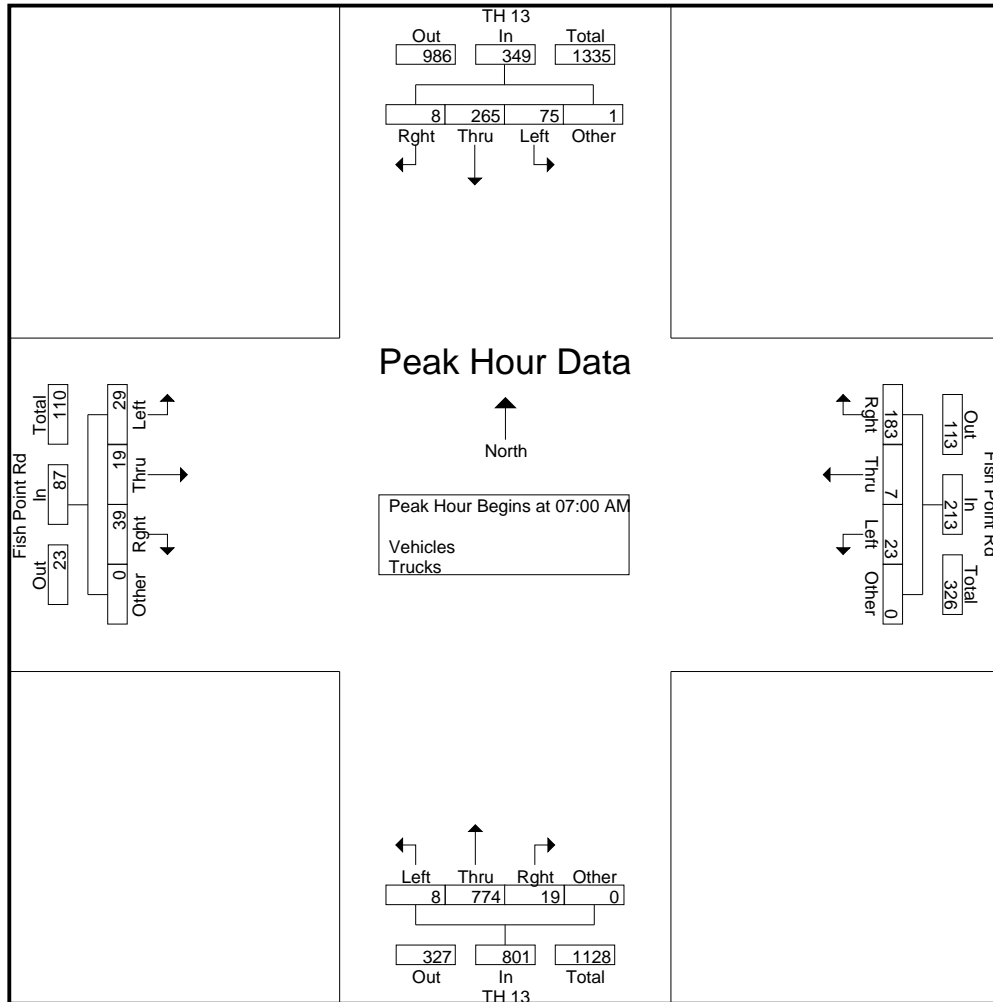 TH 13
Out In Total
986 349 1335
8 265 75 1
Rght Thru Left Other
Peak Hour Data
North
Peak Hour Begins at 07:00 AM
Vehicles
Trucks
Fish Point Rd
Out In Total
23 87 110
Other Rght Thru Left
0 39 19 29
Fish Point Rd
Out In Total
113 213 326
Rght Thru Left Other
183 7 23 0
Left Thru Rght Other
8 774 19 0
327 801 1128
Out In Total
TH 13